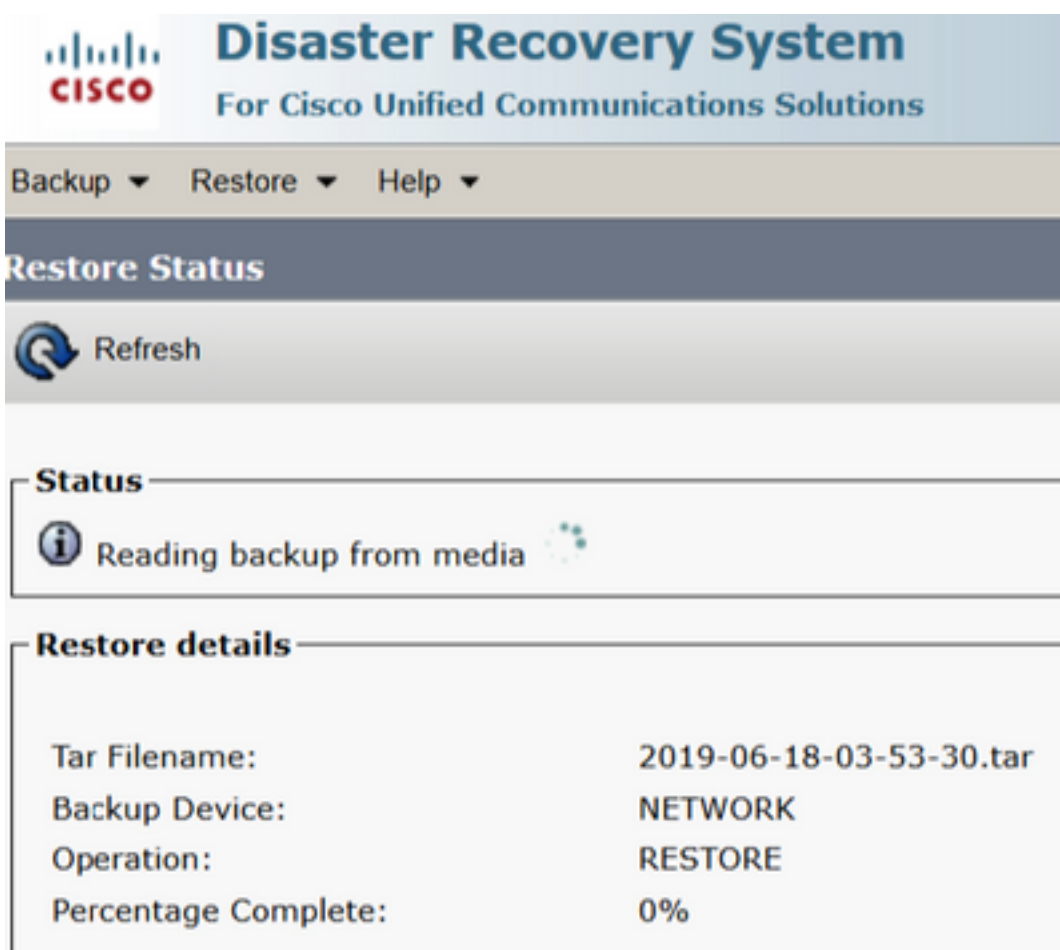 Disaster Recovery System
CISCO
For Cisco Unified Communications Solutions
Backup Restore Help
Restore Status
Refresh
Status
Reading backup from media
Restore details
Tar Filename: 2019-06-18-03-53-30.tar
Backup Device: NETWORK
Operation: RESTORE
Percentage Complete: 0%